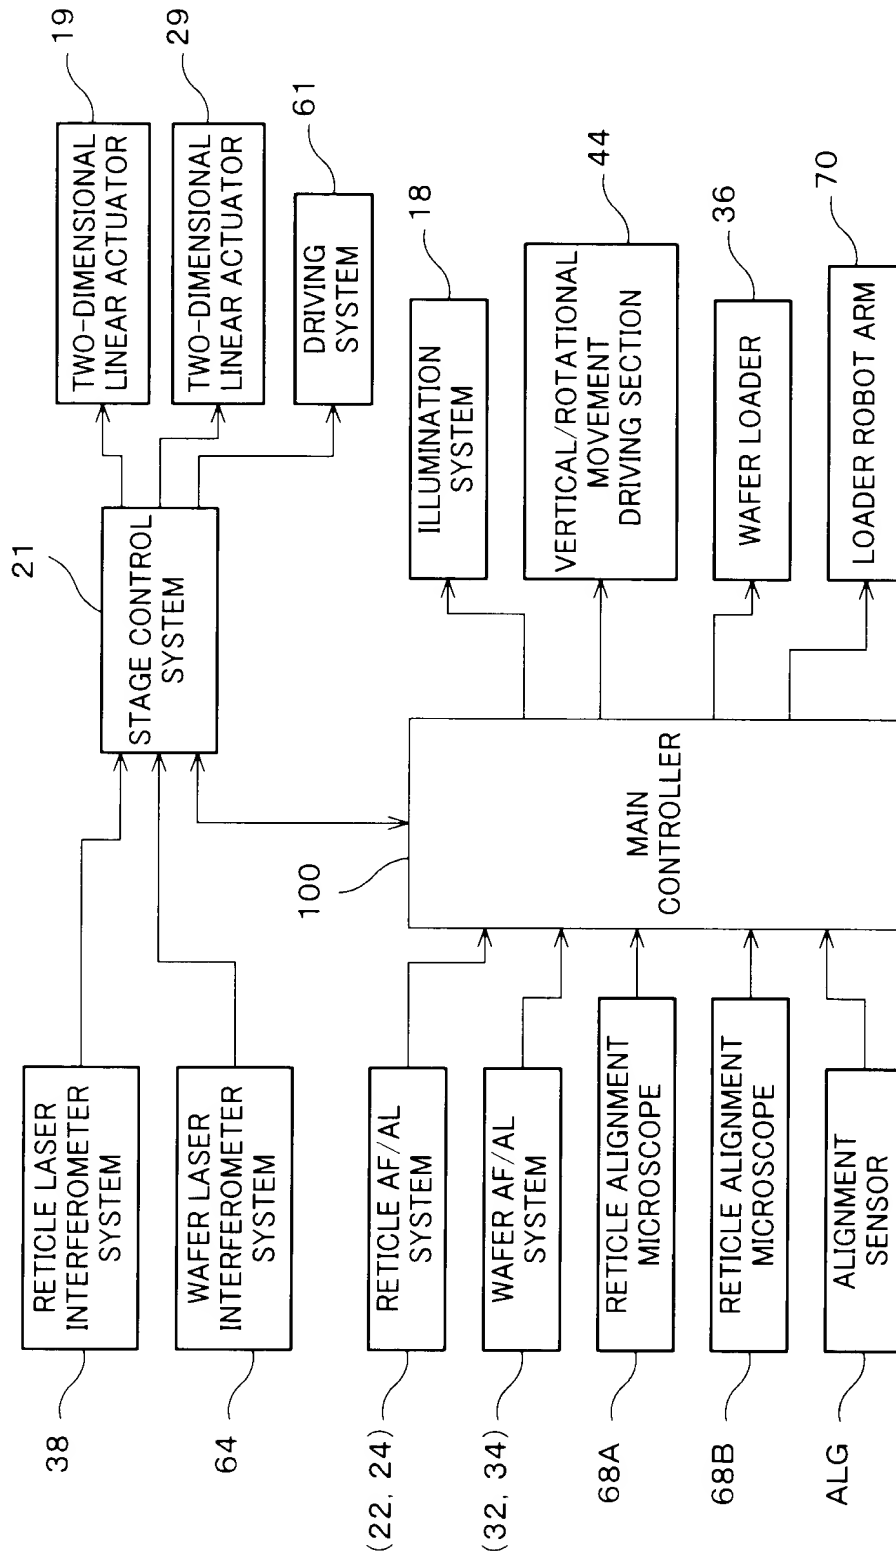 38
RETICLE LASER
INTERFEROMETER
SYSTEM
64
WAFER LASER
INTERFEROMETER
SYSTEM
21
STAGE CONTROL
SYSTEM
19
TWO-DIMENSIONAL
LINEAR ACTUATOR
29
TWO-DIMENSIONAL
LINEAR ACTUATOR
61
DRIVING
SYSTEM
(22, 24)
RETICLE AF/AL
SYSTEM
(32, 34)
WAFER AF/AL
SYSTEM
68A
RETICLE ALIGNMENT
MICROSCOPE
68B
RETICLE ALIGNMENT
MICROSCOPE
ALG
ALIGNMENT
SENSOR
100
MAIN
CONTROLLER
18
ILLUMINATION
SYSTEM
44
VERTICAL/ROTATIONAL
MOVEMENT
DRIVING SECTION
36
WAFER LOADER
70
LOADER ROBOT ARM